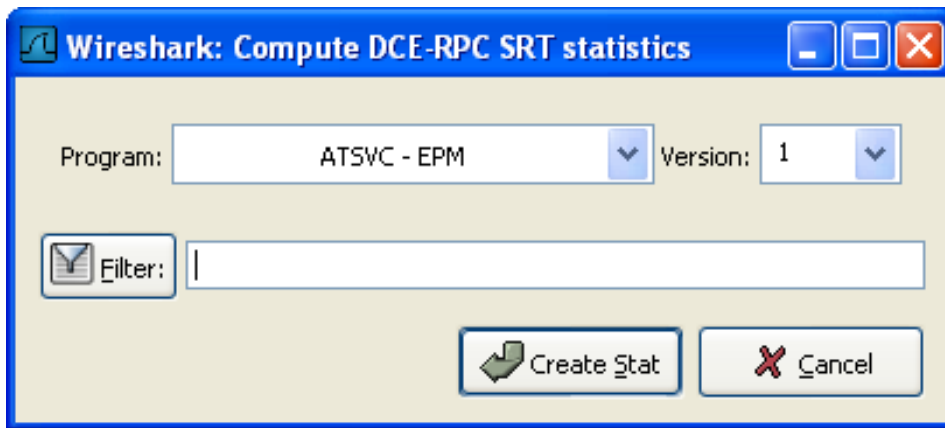 Wireshark: Compute DCE-RPC SRT statistics
Program: ATSVC - EPM Version: 1
Filter:
Create Stat Cancel